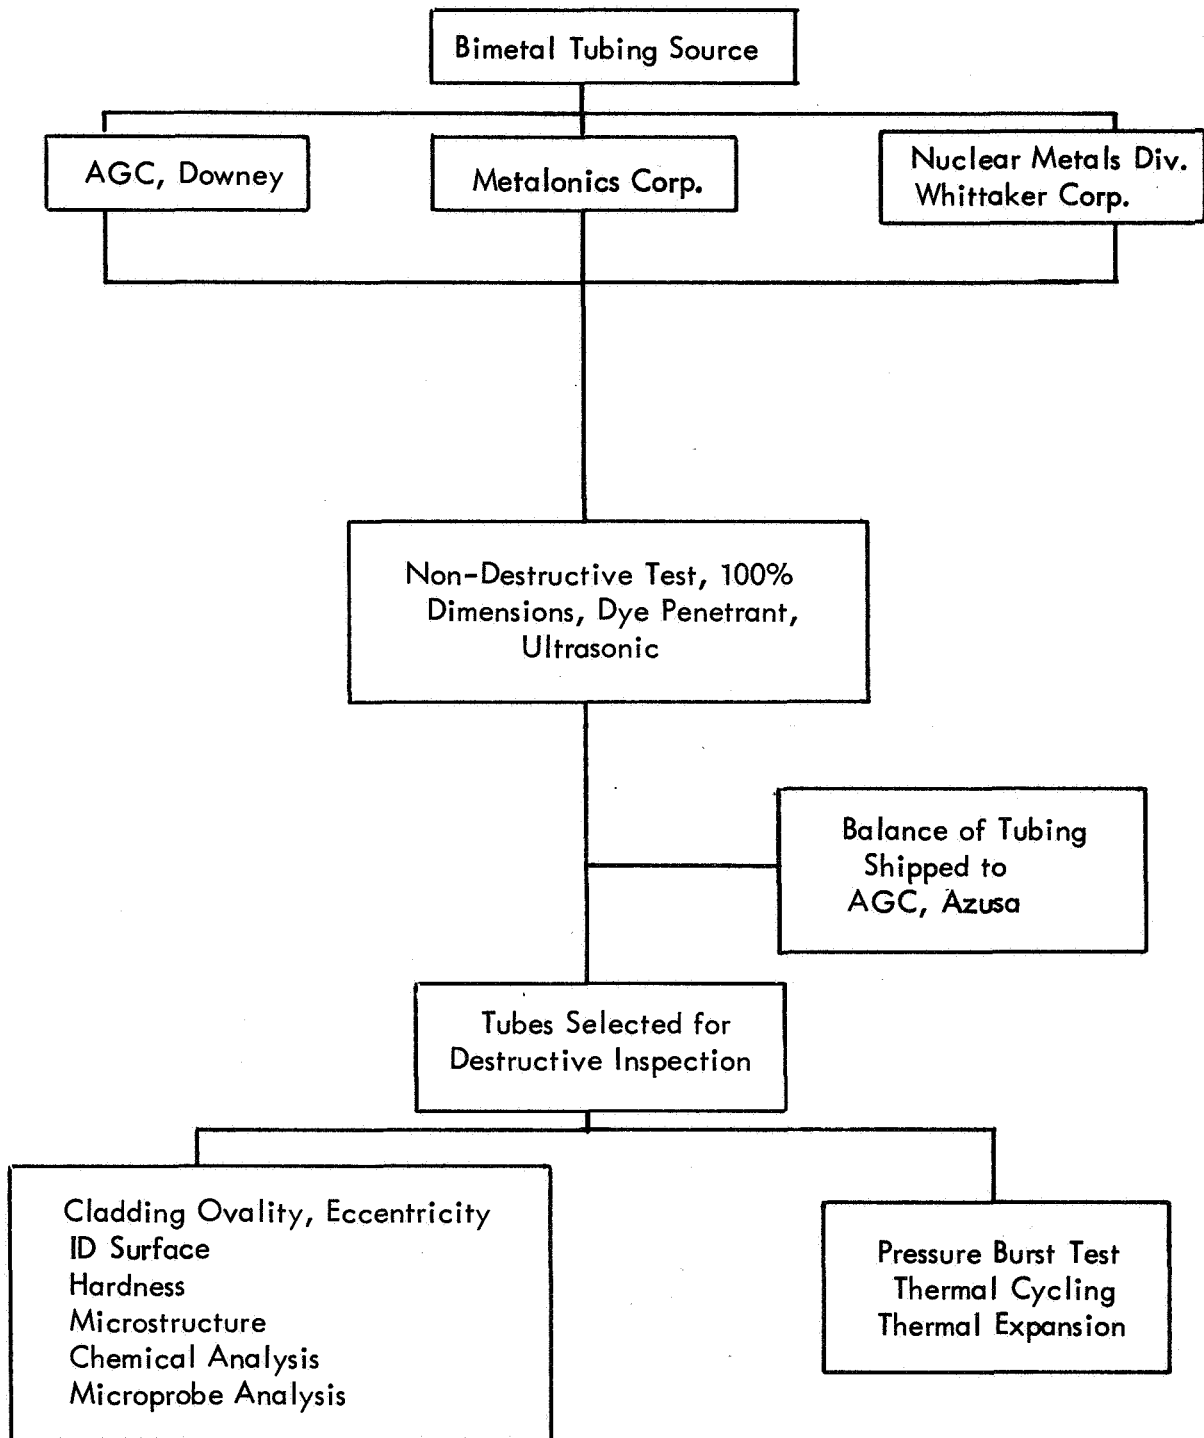 Bimetal Tubing Source
AGC, Downey
Metalonics Corp.
Nuclear Metals Div.
Whittaker Corp.
Non-Destructive Test, 100%
Dimensions, Dye Penetrant,
Ultrasonic
Balance of Tubing
Shipped to
AGC, Azusa
Tubes Selected for
Destructive Inspection
Cladding Ovality, Eccentricity
ID Surface
Hardness
Microstructure
Chemical Analysis
Microprobe Analysis
Pressure Burst Test
Thermal Cycling
Thermal Expansion